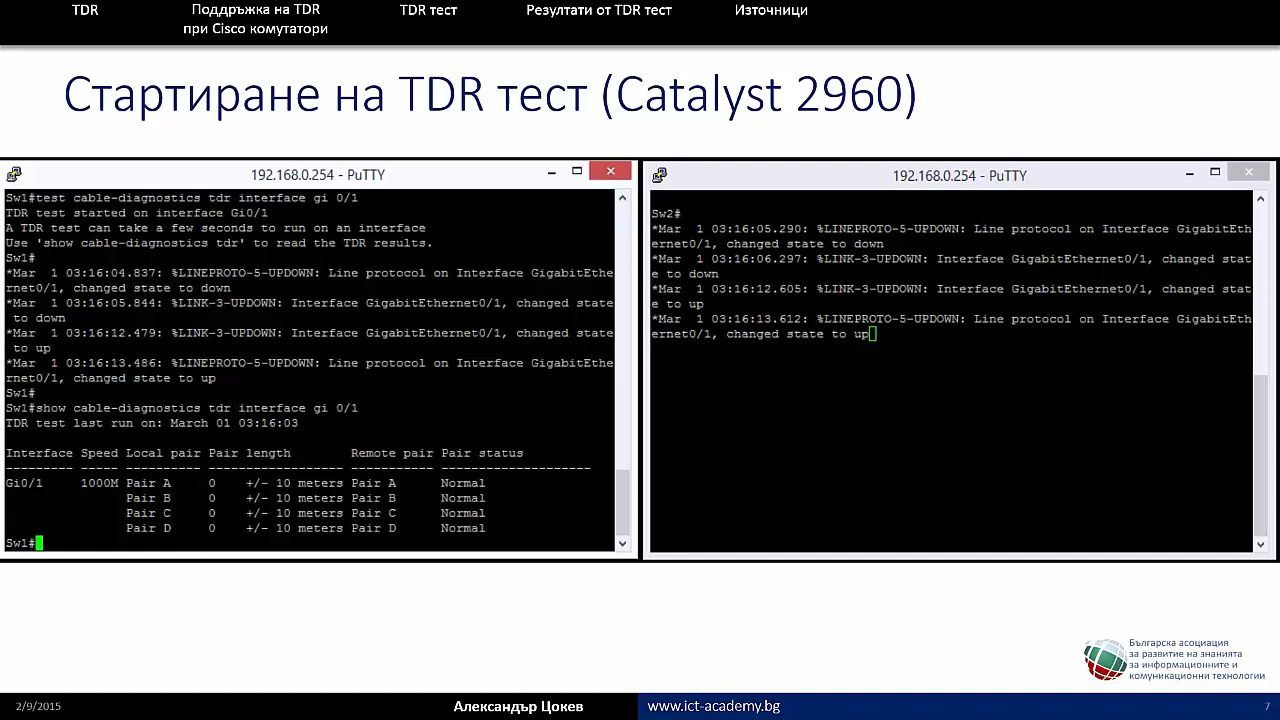 TDR
Поддръжка на TDR
при Cisco комутатори
TDR тест
Резултати от TDR тест
Източници
Стартиране на TDR тест (Catalyst 2960)
192.168.0.254 - PuTTY
Sw1#test cable-diagnostics tdr interface gi 0/1
TDR test started on interface Gi0/1
A TDR test can take a few seconds to run on an interface
Use 'show cable-diagnostics tdr' to read the TDR results.
Sw1#
*Mar  1 03:16:04.837: %LINEPROTO-5-UPDOWN: Line protocol on Interface GigabitEthe
rnet0/1, changed state to down
*Mar  1 03:16:05.844: %LINK-3-UPDOWN: Interface GigabitEthernet0/1, changed state
 to down
*Mar  1 03:16:12.479: %LINK-3-UPDOWN: Interface GigabitEthernet0/1, changed state
 to up
*Mar  1 03:16:13.486: %LINEPROTO-5-UPDOWN: Line protocol on Interface GigabitEthe
rnet0/1, changed state to up
Sw1#
Sw1#show cable-diagnostics tdr interface gi 0/1
TDR test last run on: March 01 03:16:03
Interface Speed Local pair Pair length        Remote pair Pair status
--------- ----- ---------- ------------------ ----------- --------------------
Gi0/1     1000M Pair A     0    +/- 10 meters Pair A      Normal
Pair B     0    +/- 10 meters Pair B      Normal
Pair C     0    +/- 10 meters Pair C      Normal
Pair D     0    +/- 10 meters Pair D      Normal
Sw1#
192.168.0.254 - PuTTY
Sw2#
*Mar  1 03:16:05.290: %LINEPROTO-5-UPDOWN: Line protocol on Interface GigabitEth
ernet0/1, changed state to down
*Mar  1 03:16:06.297: %LINK-3-UPDOWN: Interface GigabitEthernet0/1, changed stat
e to down
*Mar  1 03:16:12.605: %LINK-3-UPDOWN: Interface GigabitEthernet0/1, changed stat
e to up
*Mar  1 03:16:13.612: %LINEPROTO-5-UPDOWN: Line protocol on Interface GigabitEth
ernet0/1, changed state to up
Българска асоциация
за развитие на знанията
за информационните и
комуникационни технологии
2/9/2015
Александър Цокев
www.ict-academy.bg
7